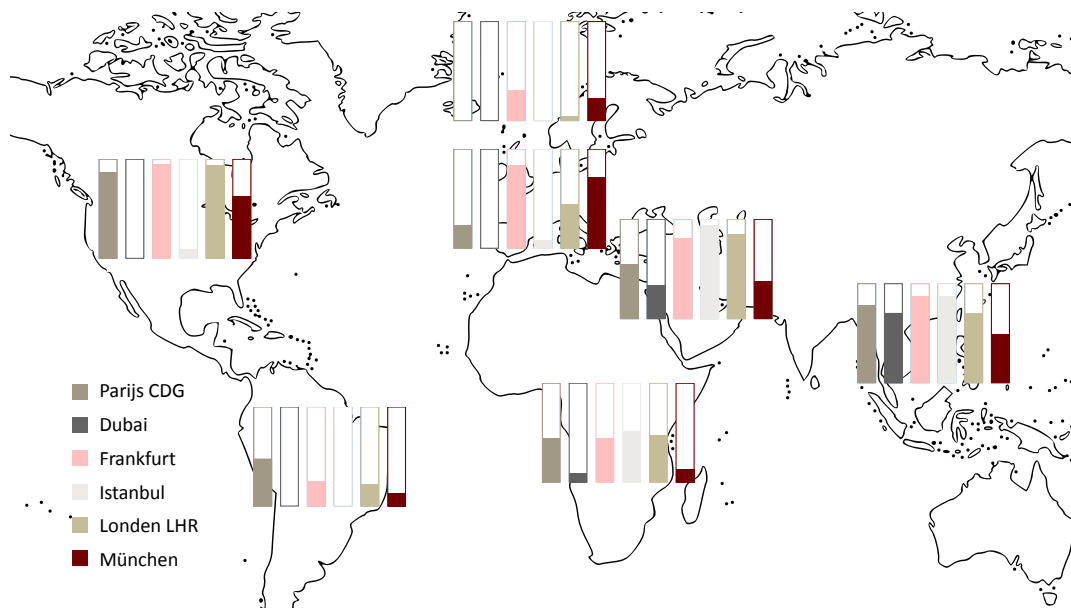 Parijs CDG
Dubai
Frankfurt
Istanbul
Londen LHR
München